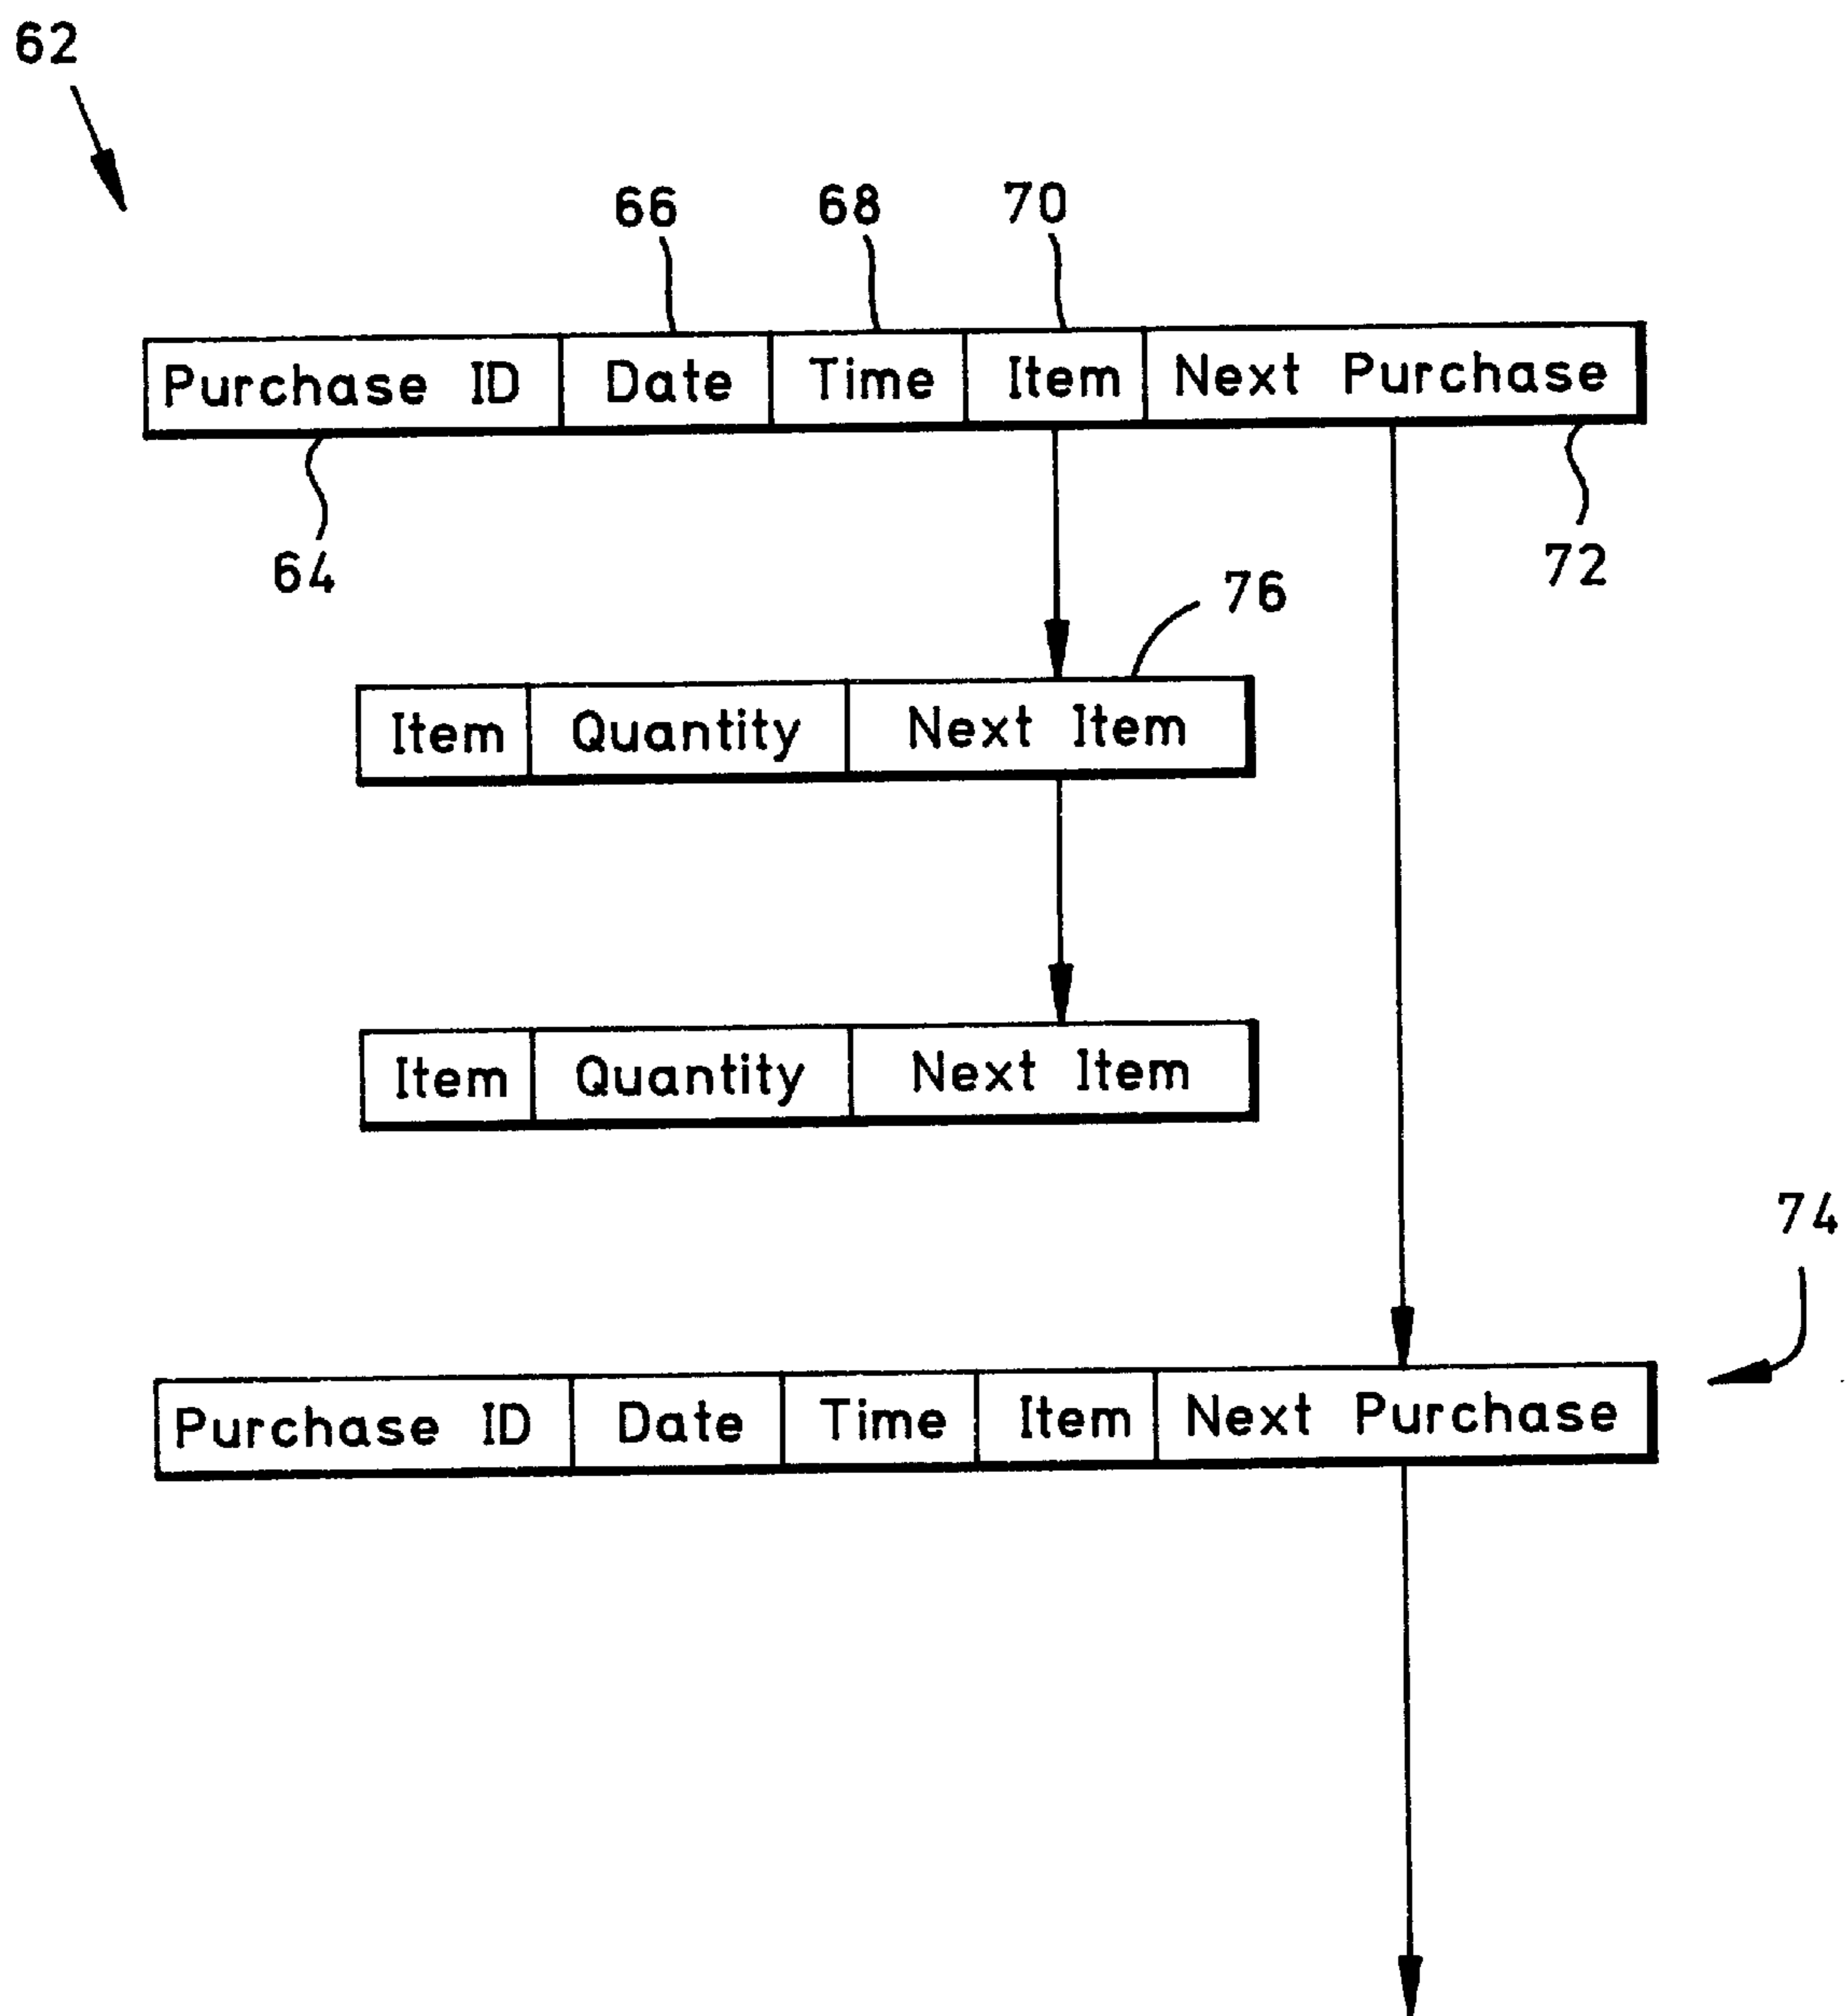 62
66 68 70
Purchase ID Date Time Item Next Purchase
64 72
76
Item Quantity Next Item
Item Quantity Next Item
74
Purchase ID Date Time Item Next Purchase